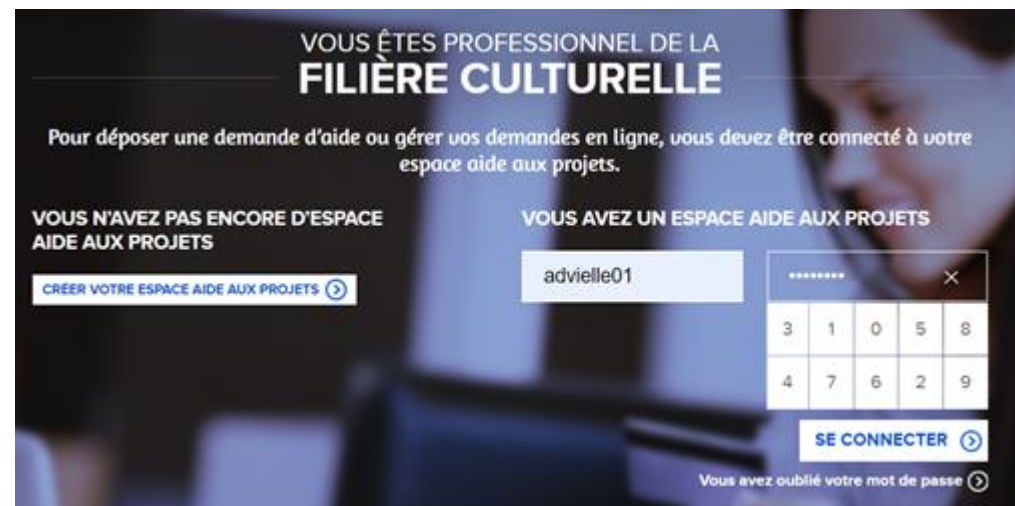 VOUS ÊTES PROFESSIONNEL DE LA
FILIÈRE CULTURELLE
Pour déposer une demande d'aide ou gérer vos demandes en ligne, vous devez être connecté à votre
espace aide aux projets.
VOUS N'AVEZ PAS ENCORE D'ESPACE
AIDE AUX PROJETS
CRÉER VOTRE ESPACE AIDE AUX PROJETS
VOUS AVEZ UN ESPACE AIDE AUX PROJETS
advielle01
••••••••
3 1 0 5 8
4 7 6 2 9
SE CONNECTER
Vous avez oublié votre mot de passe